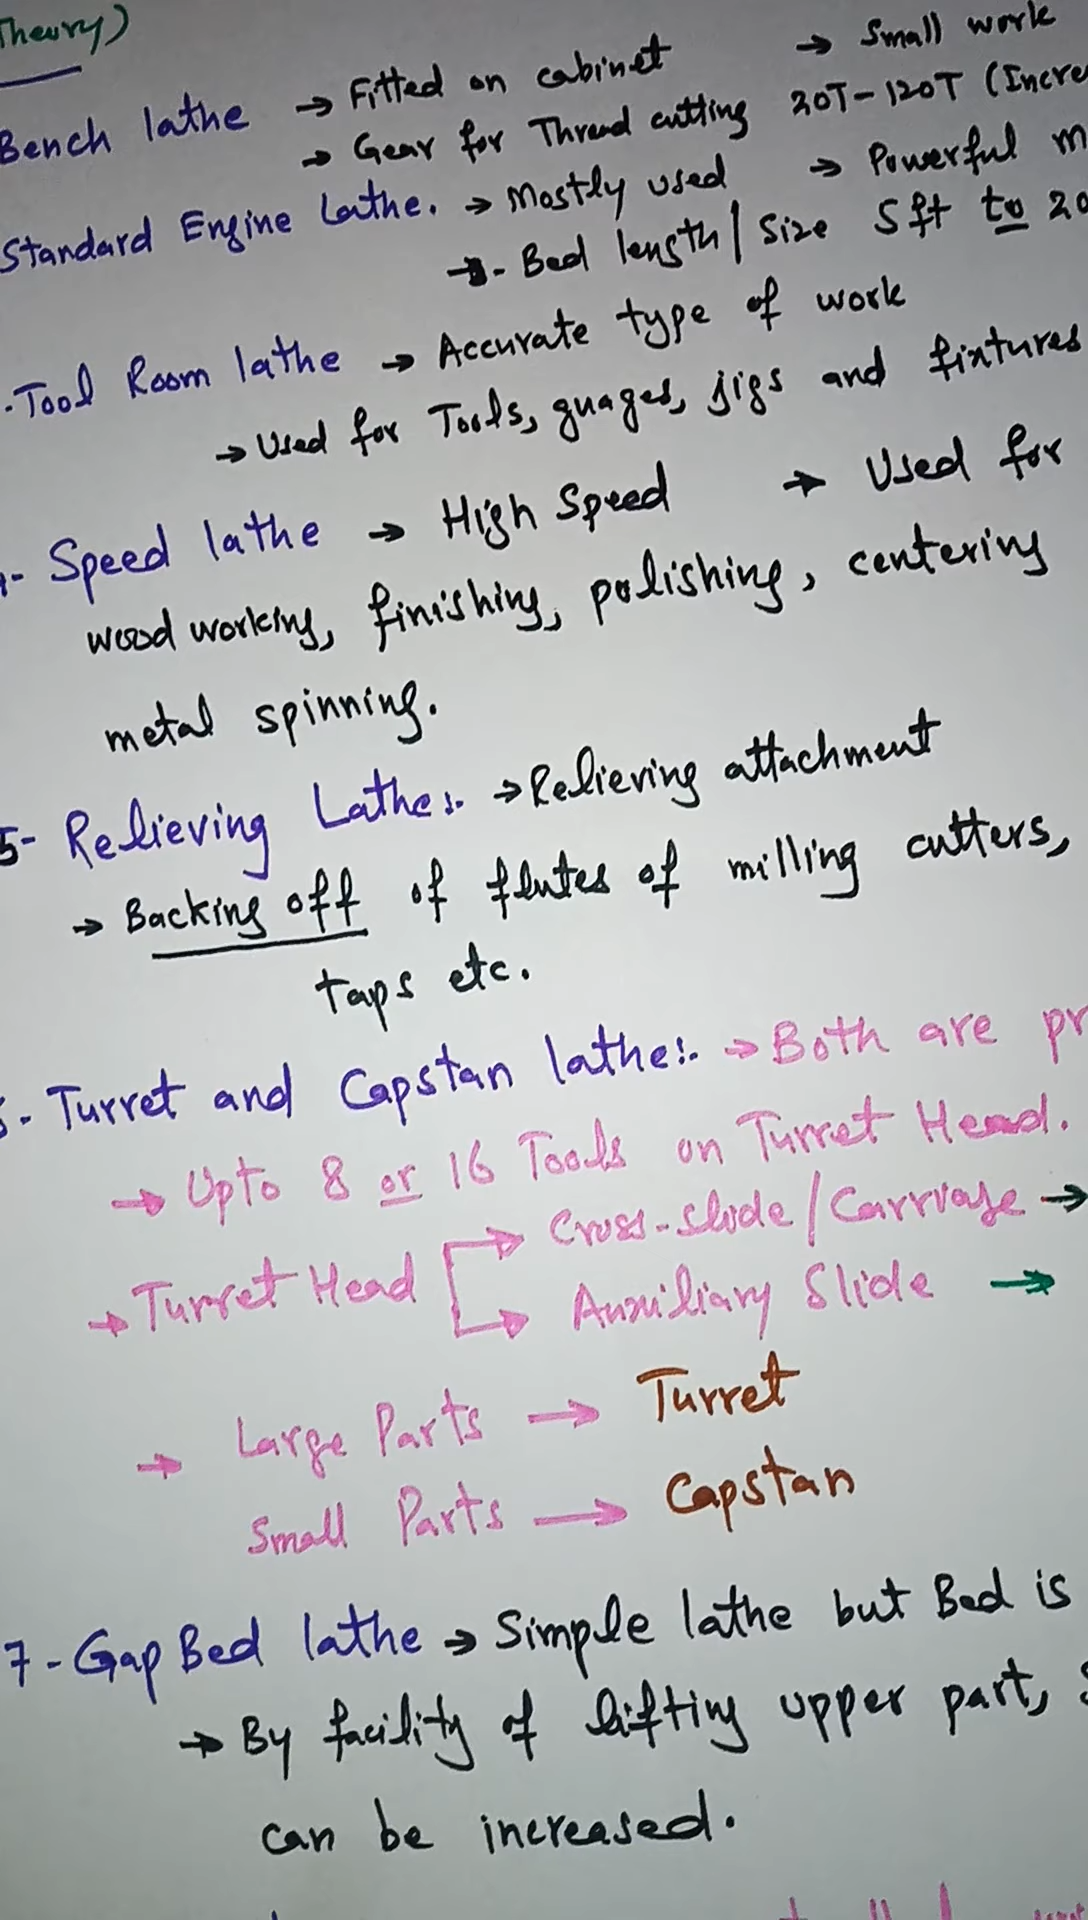 Theory)
Bench lathe → Fitted on cabinet → Small work
→ Gear for Thread cutting 20T-120T (Incre
Standard Engine Lathe. → Mostly used → Powerful m
→- Bed length / Size 5ft to 20
-Tool Room lathe → Accurate type of work
→ Used for Tools, guages, jigs and fixtures
- Speed lathe → High Speed → Used for
wood working, finishing, polishing, centering
metal spinning.
5- Relieving Lathe:- → Relieving attachment
→ Backing off of flutes of milling cutters,
taps etc.
- Turret and Capstan lathe:- → Both are pr
→ Upto 8 or 16 Tools on Turret Head.
→ Cross-slide / Carriage →
→ Turret Head
→ Auxiliary Slide →
→ Large Parts → Turret
Small Parts → Capstan
7- Gap Bed lathe → Simple lathe but Bed is
→ By facility of lifting upper part,
can be increased.